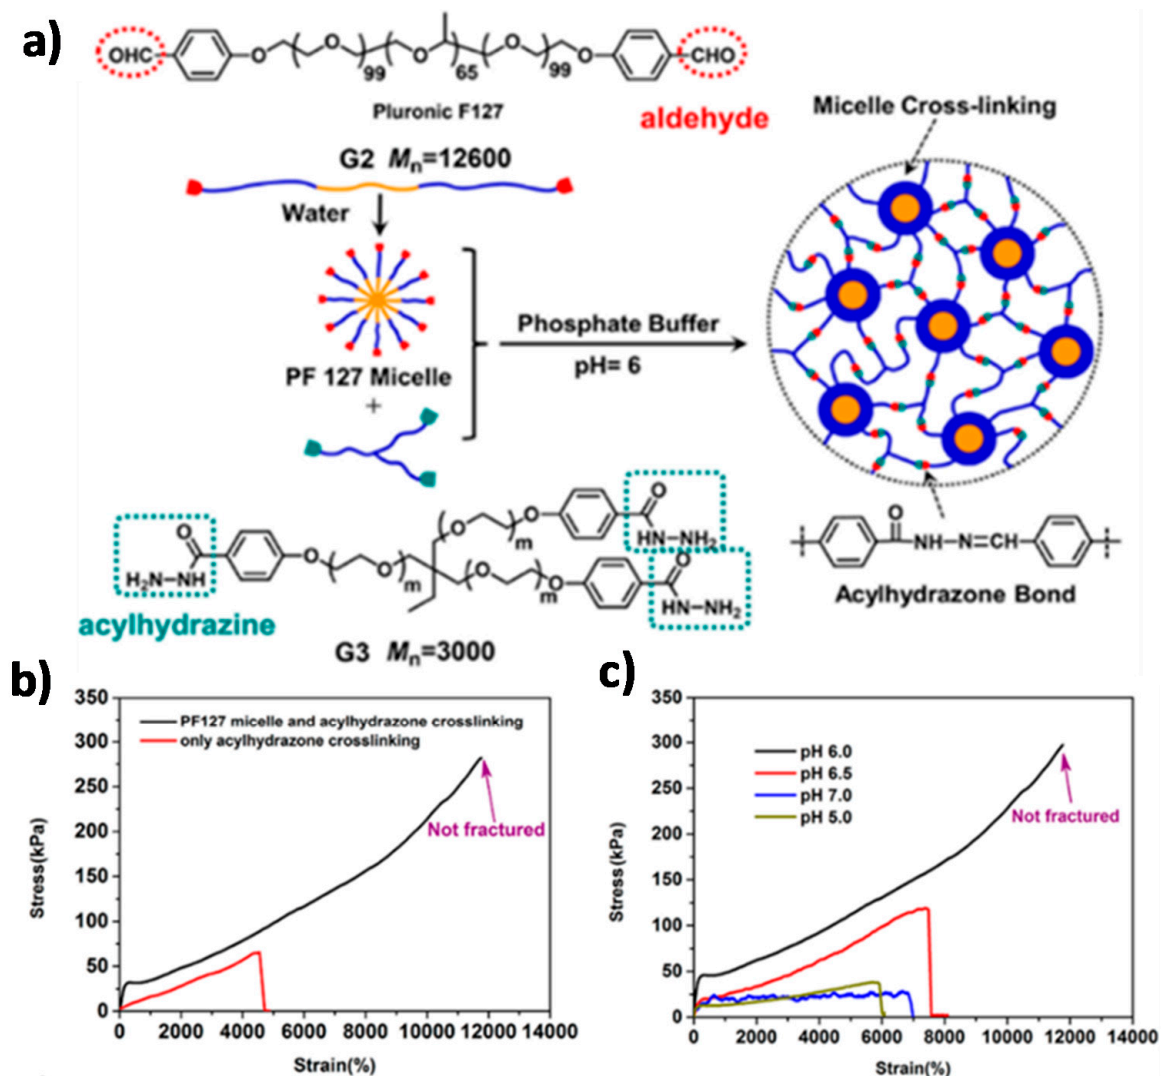 a)
OHC
O
O
99
O
65
O
99
O
CHO
Pluronic F127
aldehyde
G2 Mn=12600
Water
PF 127 Micelle
+
Phosphate Buffer
pH= 6
Micelle Cross-linking
O
NH
N=CH
Acylhydrazone Bond
O
m
O
O
HN-NH2
O
H2N-NH
O
O
m
O
m
O
O
HN-NH2
acylhydrazine
G3 Mn=3000
b)
350
300
250
200
150
100
50
0
Stress(kPa)
PF127 micelle and acylhydrazone crosslinking
only acylhydrazone crosslinking
Not fractured
0 2000 4000 6000 8000 10000 12000 14000
Strain(%)
c)
350
300
250
200
150
100
50
0
Stress(kPa)
pH 6.0
pH 6.5
pH 7.0
pH 5.0
Not fractured
0 2000 4000 6000 8000 10000 12000 14000
Strain(%)